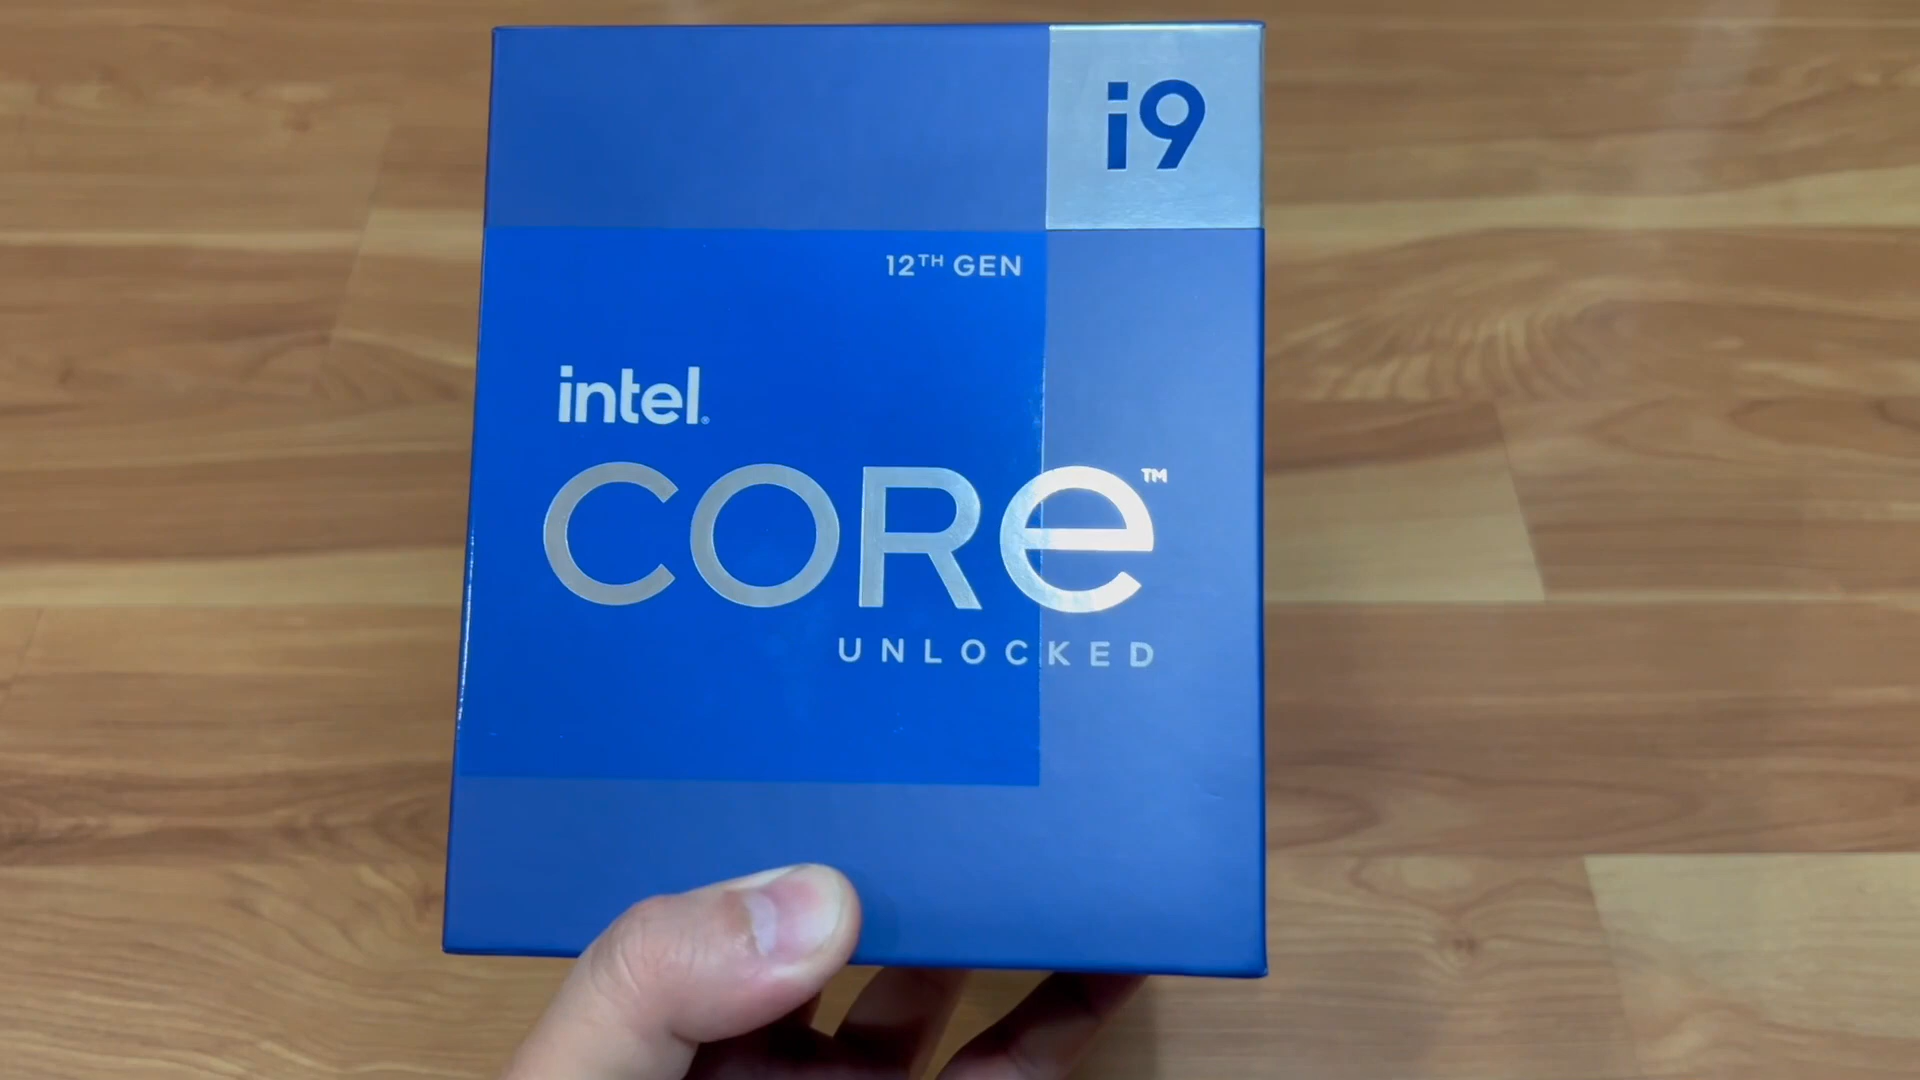 i9
12TH GEN
intel.
CORe™
UNLOCKED